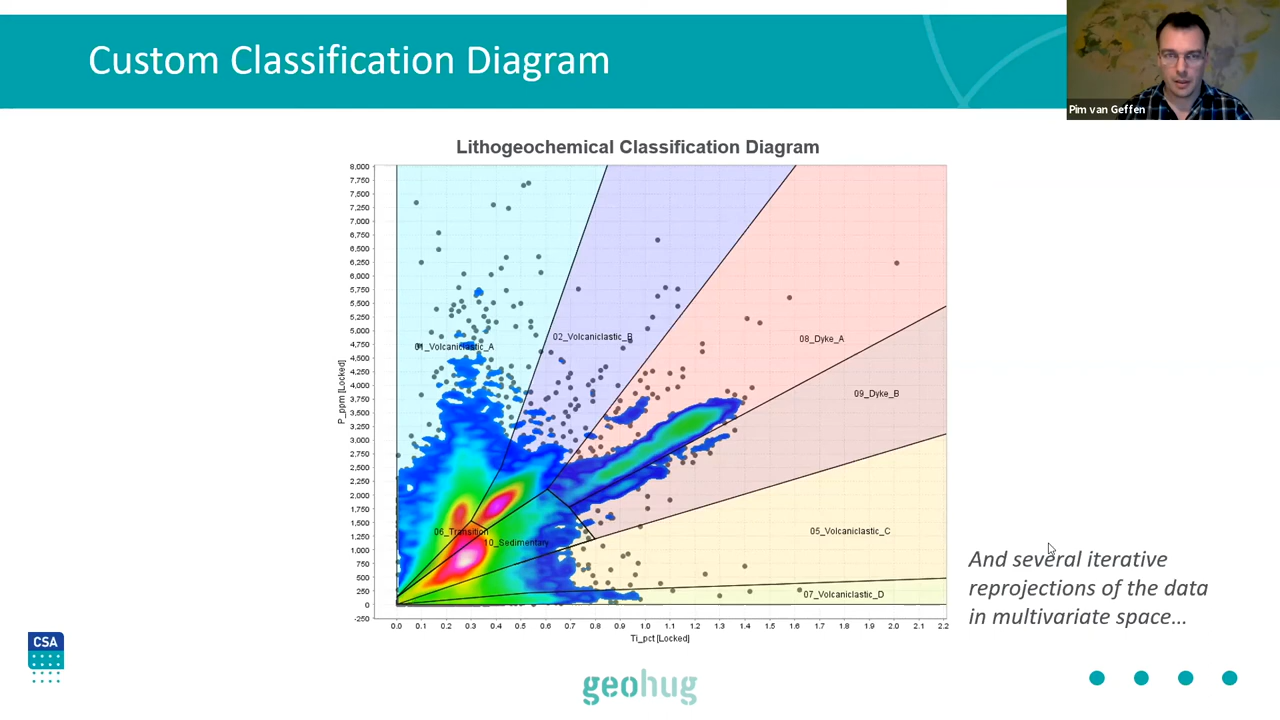 Custom Classification Diagram
Pim van Geffen
Lithogeochemical Classification Diagram
8,000
7,750
7,500
7,250
7,000
6,750
6,500
6,250
6,000
5,750
5,500
5,250
5,000
4,750
4,500
4,250
4,000
3,750
3,500
3,250
3,000
2,750
2,500
2,250
2,000
1,750
1,500
1,250
1,000
750
500
250
0
-250
P_ppm [Locked]
01_Volcaniclastic_A
02_Volcaniclastic_B
08_Dyke_A
09_Dyke_B
06_Transition
10_Sedimentary
05_Volcaniclastic_C
07_Volcaniclastic_D
0.0 0.1 0.2 0.3 0.4 0.5 0.6 0.7 0.8 0.9 1.0 1.1 1.2 1.3 1.4 1.5 1.6 1.7 1.8 1.9 2.0 2.1 2.2
Ti_pct [Locked]
And several iterative
reprojections of the data
in multivariate space...
CSA
geohug